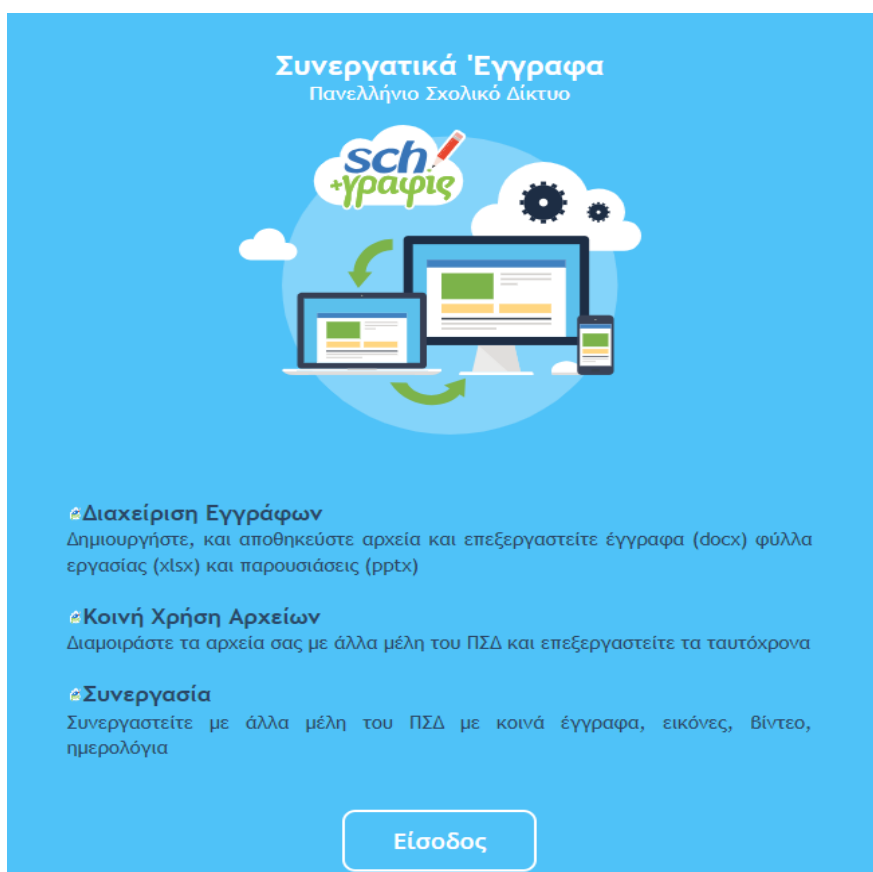 Συνεργατικά Έγγραφα
Πανελλήνιο Σχολικό Δίκτυο
sch
+γραφίς
Διαχείριση Εγγράφων
Δημιουργήστε, και αποθηκεύστε αρχεία και επεξεργαστείτε έγγραφα (docx) φύλλα
εργασίας (xlsx) και παρουσιάσεις (pptx)
Κοινή Χρήση Αρχείων
Διαμοιράστε τα αρχεία σας με άλλα μέλη του ΠΣΔ και επεξεργαστείτε τα ταυτόχρονα
Συνεργασία
Συνεργαστείτε με άλλα μέλη του ΠΣΔ με κοινά έγγραφα, εικόνες, βίντεο,
ημερολόγια
Είσοδος